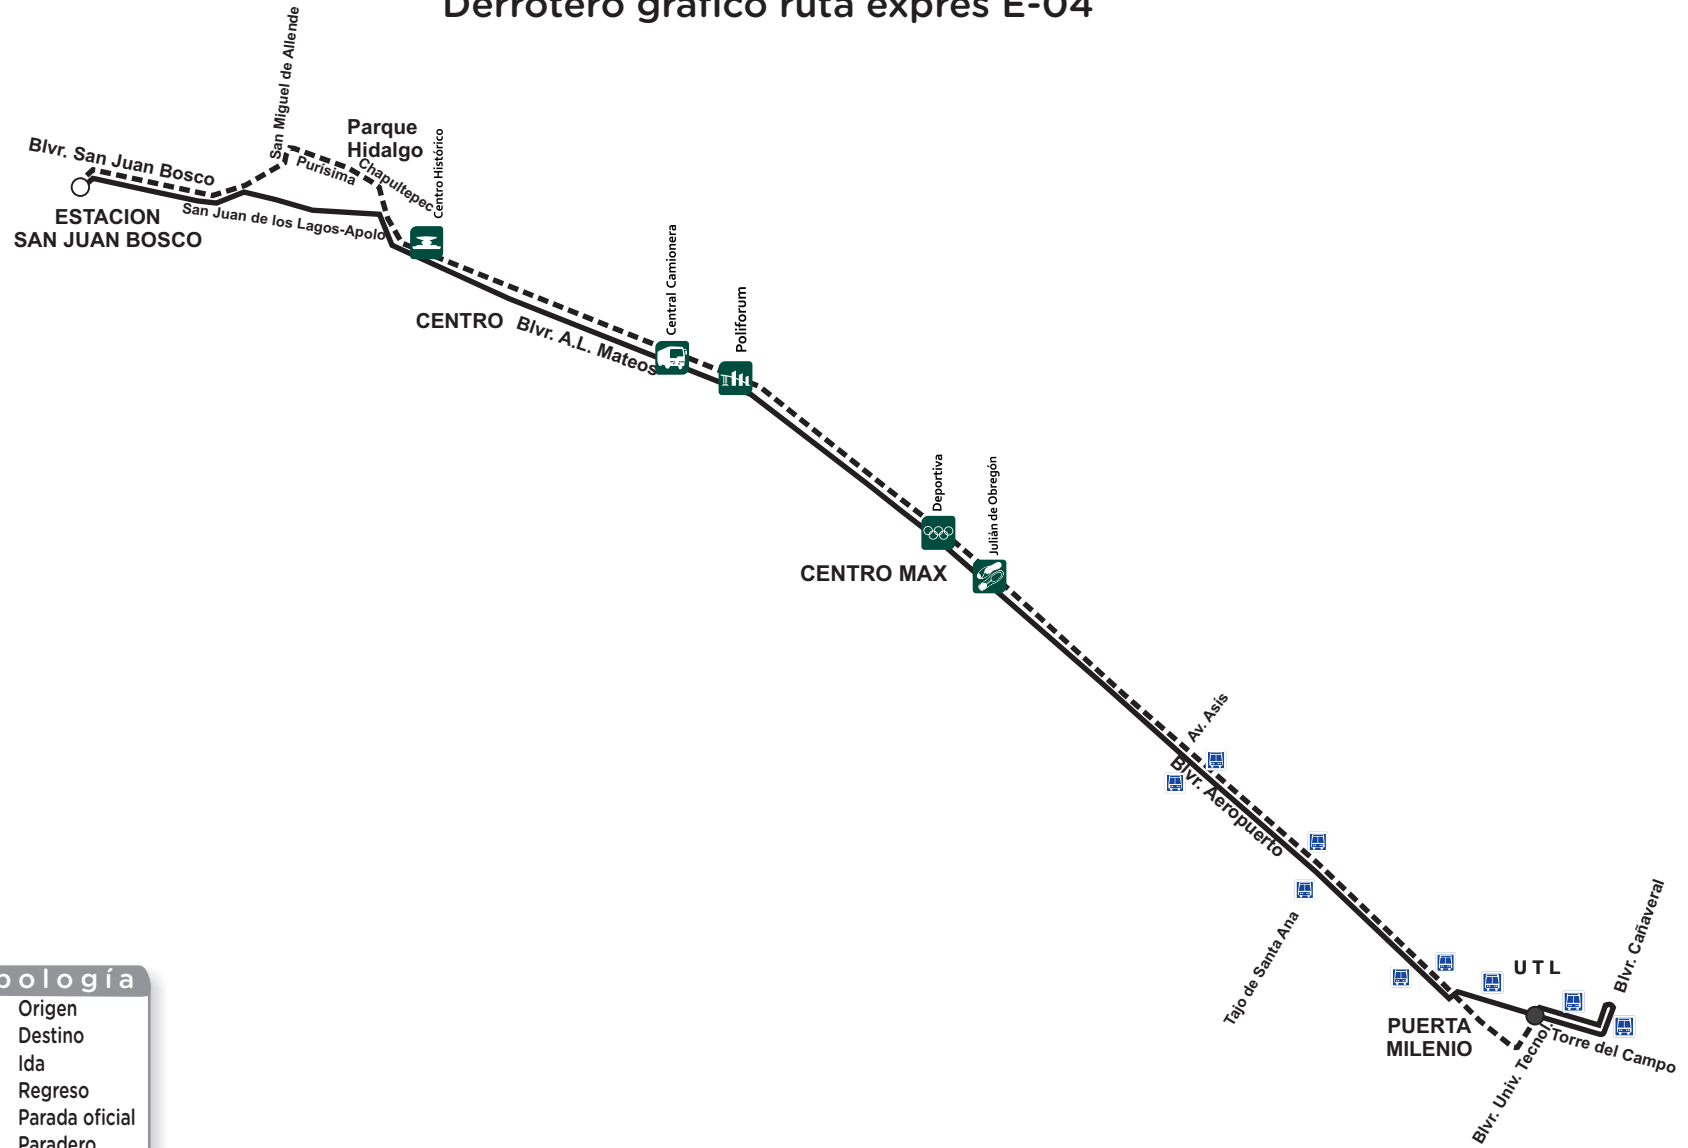 Derrotero gráfico ruta exprés E-04
San Miguel de Allende
Parque
Hidalgo
Centro Histórico
Blvr. San Juan Bosco
Purísima
Chapultepec
ESTACION
SAN JUAN BOSCO
San Juan de los Lagos-Apolo
Central Camionera
Poliforum
CENTRO
Blvr. A.L. Mateos
Deportiva
Julián de Obregón
CENTRO MAX
Av. Asís
Blvr. Aeropuerto
Tajo de Santa Ana
Blvr. Cañaveral
UTL
PUERTA
MILENIO
Torre del Campo
Blvr. Univ. Tecnol.
pología
Origen
Destino
Ida
Regreso
Parada oficial
Paradero